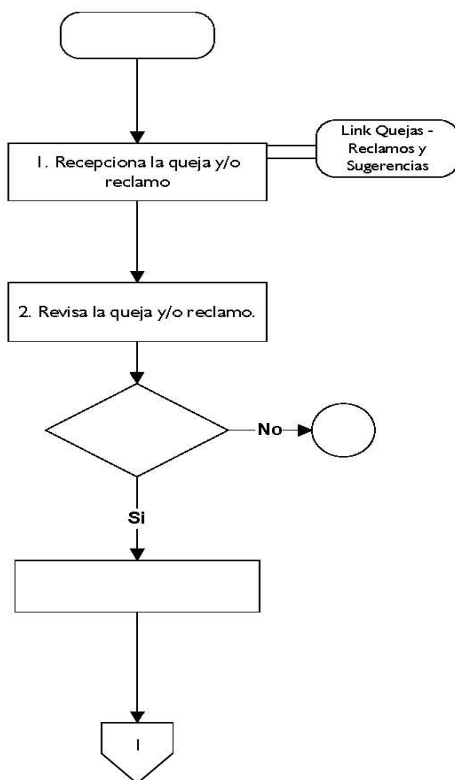 1. Recepciona la queja y/o
reclamo
Link Quejas -
Reclamos y
Sugerencias
2. Revisa la queja y/o reclamo.
No
Si
1